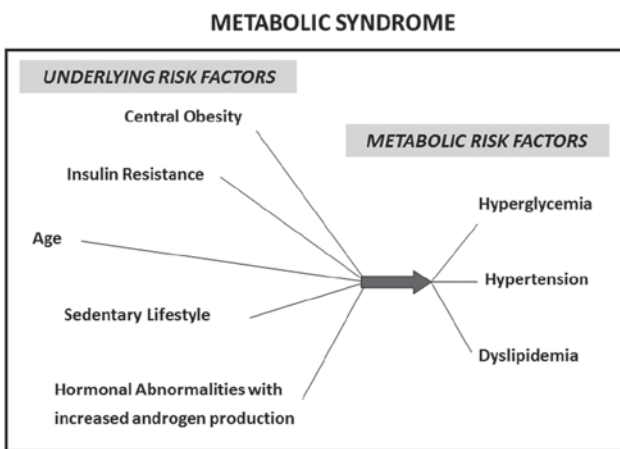 METABOLIC SYNDROME
UNDERLYING RISK FACTORS
Central Obesity
Insulin Resistance
Age
Sedentary Lifestyle
Hormonal Abnormalities with
increased androgen production
METABOLIC RISK FACTORS
Hyperglycemia
Hypertension
Dyslipidemia